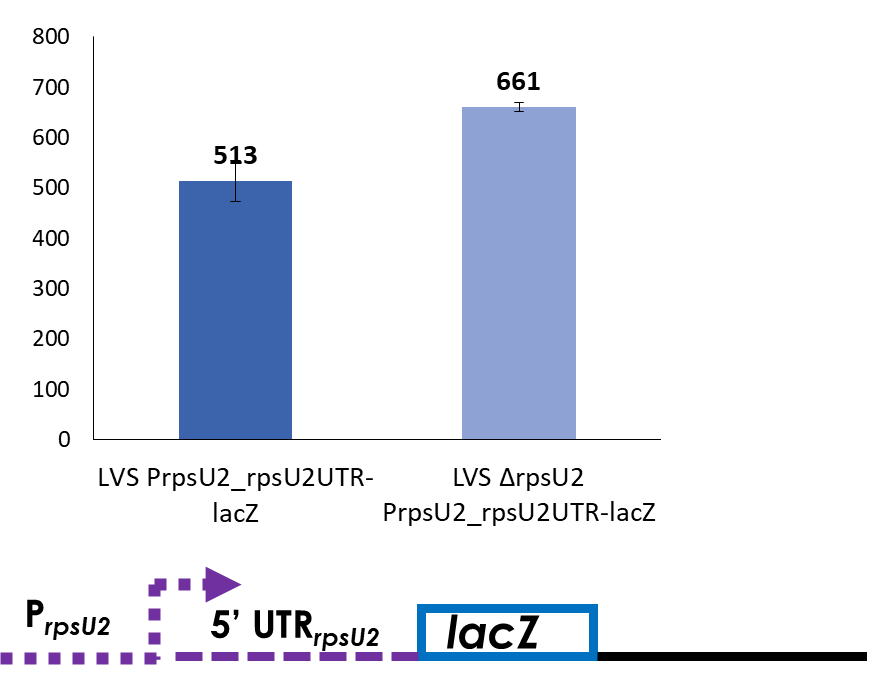 800
700
600
500
400
300
200
100
0
513
661
LVS PrpsU2_rpsU2UTR-
lacZ
LVS ΔrpsU2
PrpsU2_rpsU2UTR-lacZ
PrpsU2
5’ UTRrpsU2
lacZ